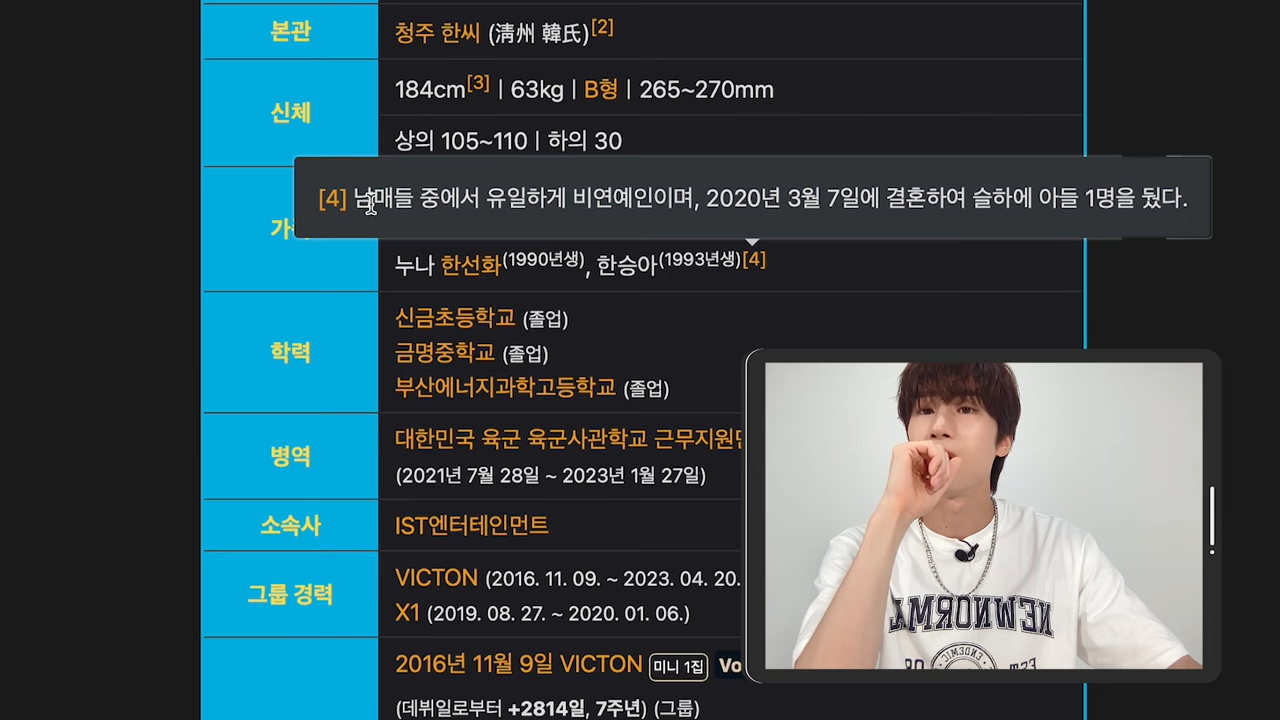 본관
청주 한씨 (淸州 韓氏)[2]
신체
184cm[3] | 63kg | B형 | 265~270mm
상의 105~110 | 하의 30
[4] 남매들 중에서 유일하게 비연예인이며, 2020년 3월 7일에 결혼하여 슬하에 아들 1명을 뒀다.
누나 한선화(1990년생), 한승아(1993년생)[4]
학력
신금초등학교 (졸업)
금명중학교 (졸업)
부산에너지과학고등학교 (졸업)
병역
대한민국 육군 육군사관학교 근무지원단
(2021년 7월 28일 ~ 2023년 1월 27일)
소속사
IST엔터테인먼트
그룹 경력
VICTON (2016. 11. 09. ~ 2023. 04. 20.
X1 (2019. 08. 27. ~ 2020. 01. 06.)
2016년 11월 9일 VICTON 미니 1집 Vo
(데뷔일로부터 +2814일, 7주년) (그룹)
NEWNORMA